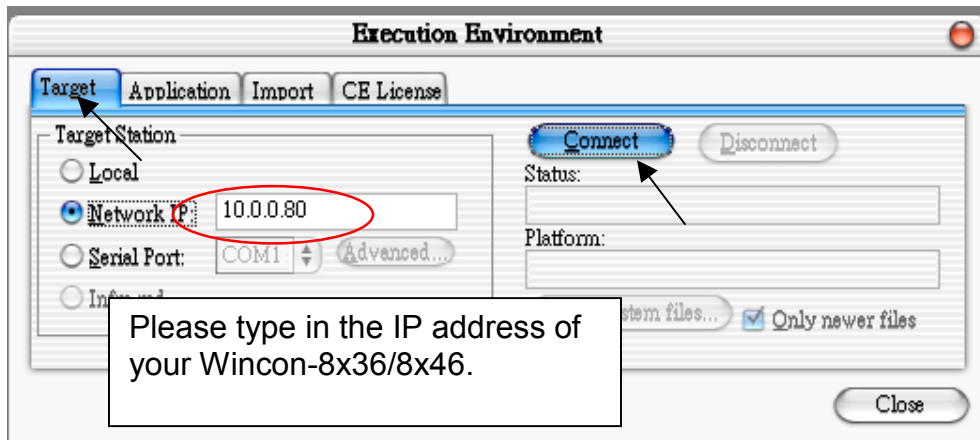 Execution Environment
Target Application Import CE License
Target Station
Local
Network IP: 10.0.0.80
Serial Port: COM1 Advanced...
Connect Disconnect
Status:
Platform:
stem files... Only newer files
Please type in the IP address of
your Wincon-8x36/8x46.
Close